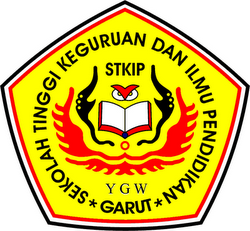 SEKOLAH TINGGI KEGURUAN DAN ILMU PENDIDIKAN
STKIP
YGW
* GARUT *